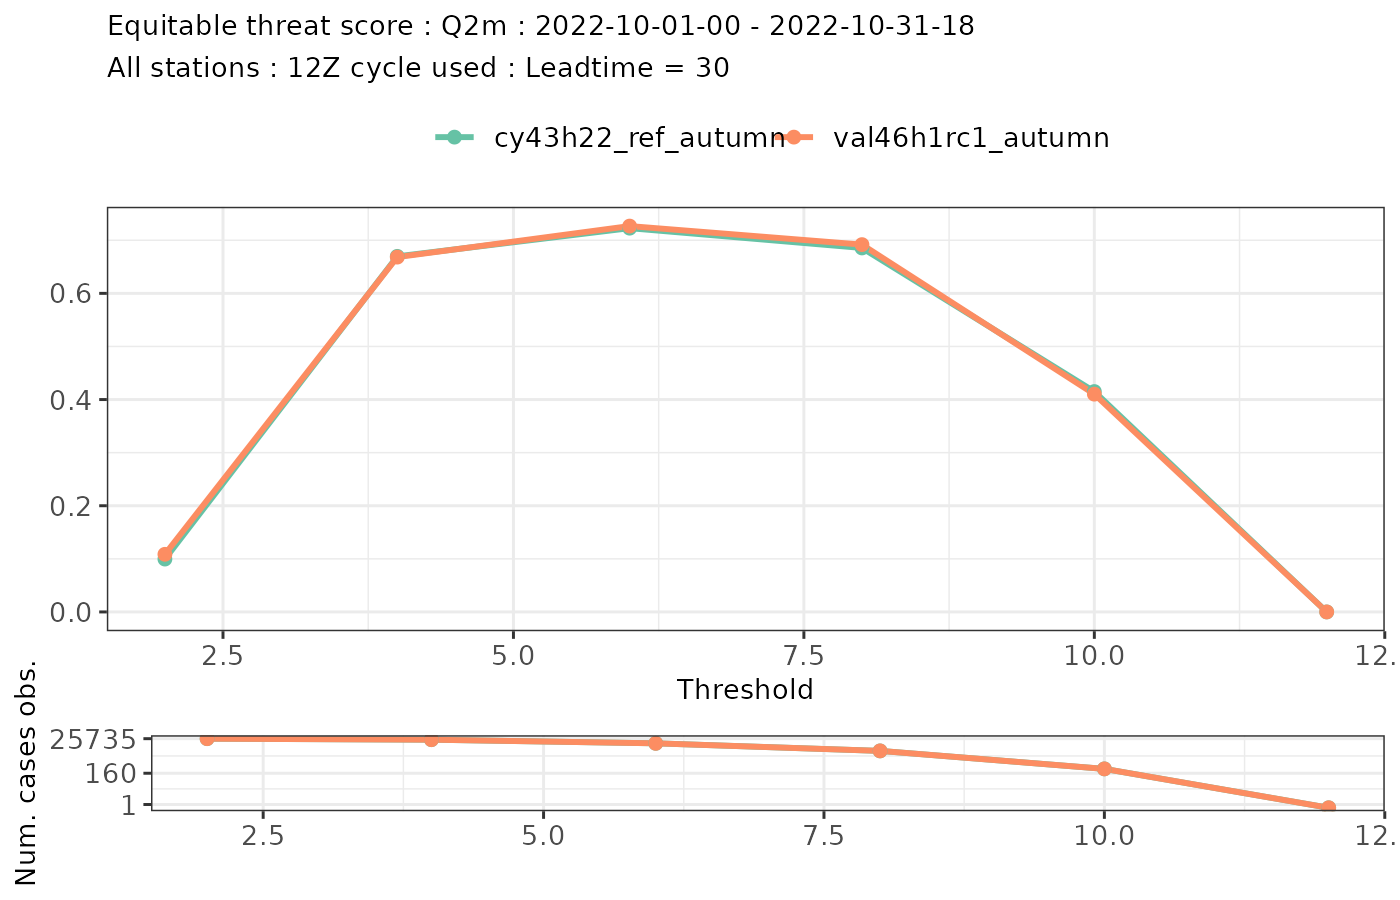 Equitable threat score : Q2m : 2022-10-01-00 - 2022-10-31-18
All stations : 12Z cycle used : Leadtime = 30
cy43h22_ref_autumn val46h1rc1_autumn
0.6
0.4
0.2
0.0
2.5 5.0 7.5 10.0 12.
Threshold
Num. cases obs.
25735
160
1
2.5 5.0 7.5 10.0 12.